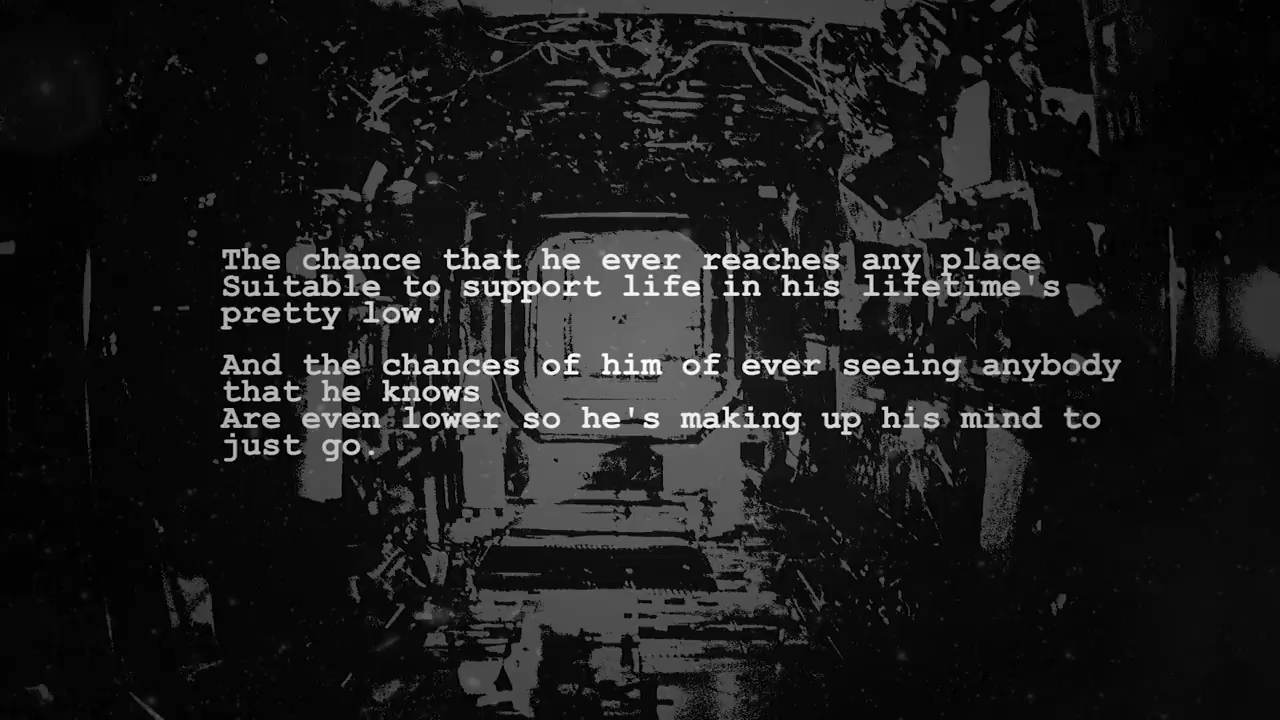 The chance that he ever reaches any place
Suitable to support life in his lifetime's
pretty low.
And the chances of him of ever seeing anybody
that he knows
Are even lower so he's making up his mind to
just go.